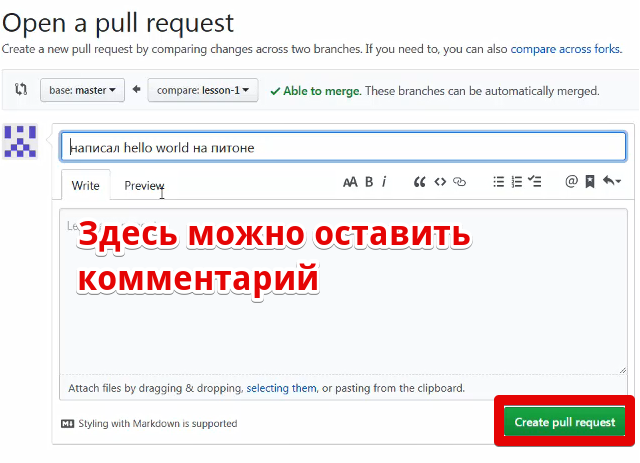 Open a pull request
Create a new pull request by comparing changes across two branches. If you need to, you can also compare across forks.
base: master
compare: lesson-1
Able to merge. These branches can be automatically merged.
написал hello world на питоне
Write
Preview
AA B i
Здесь можно оставить
комментарий
Attach files by dragging & dropping, selecting them, or pasting from the clipboard.
Styling with Markdown is supported
Create pull request